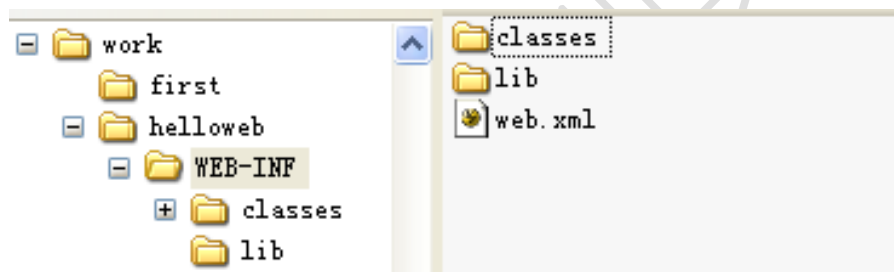 work
first
helloweb
WEB-INF
classes
lib
classes
lib
web.xml